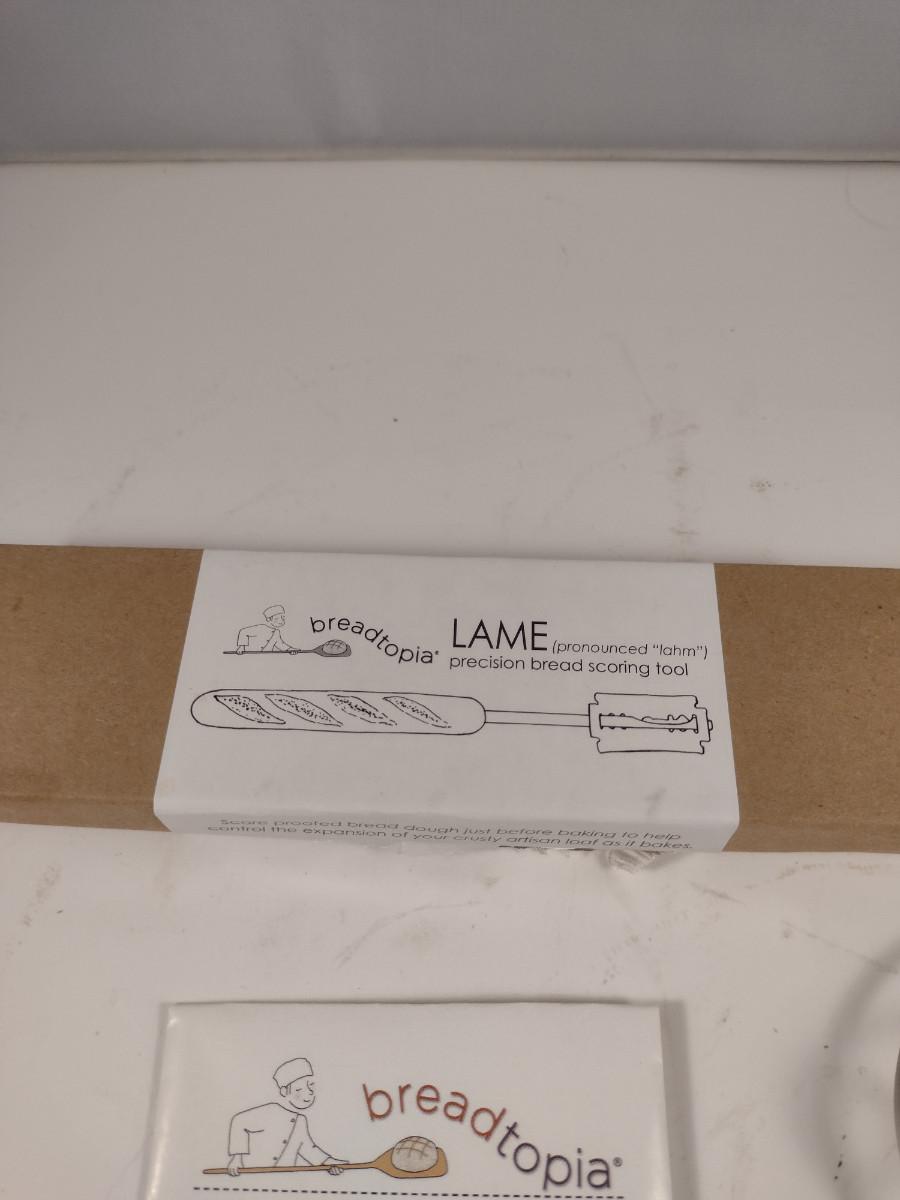 breadtopia®
LAME (pronounced "lahm")
precision bread scoring tool
Score proofed bread dough just before baking to help
control the expansion of your crusty artisan loaf as it bakes.
breadtopia®